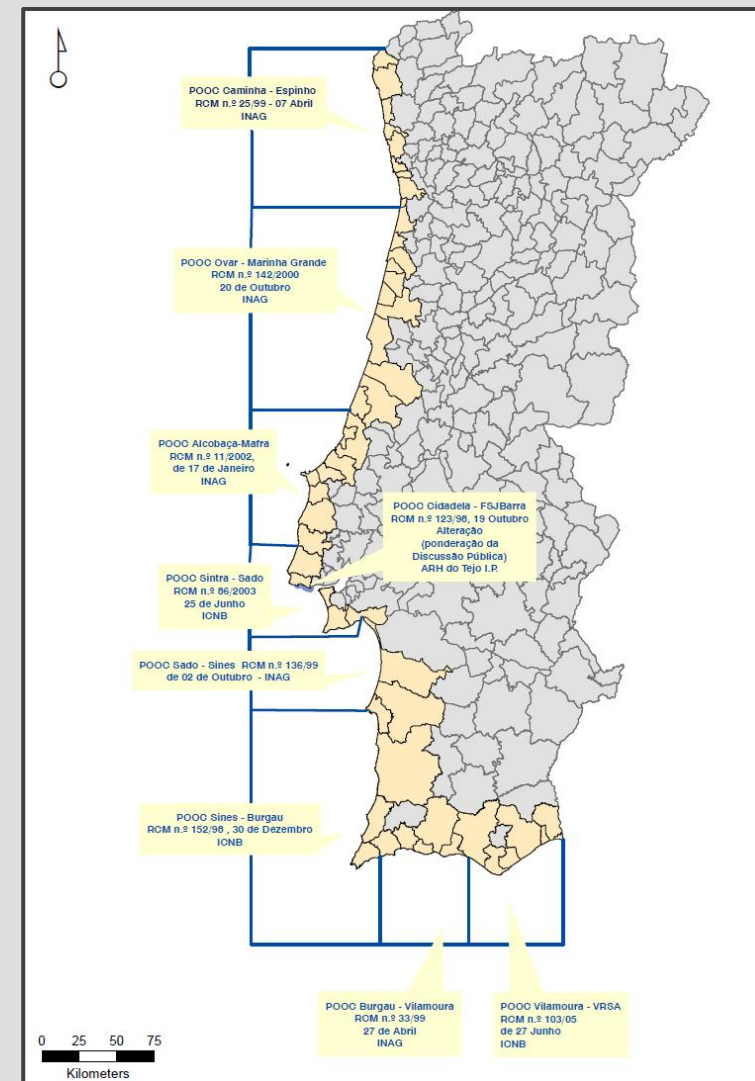 POOC Caminha - Espinho
RCM n.º 25/99 - 07 Abril
INAG
POOC Ovar - Marinha Grande
RCM n.º 142/2000
20 de Outubro
INAG
POOC Alcobaça-Mafra
RCM n.º 11/2002,
de 17 de Janeiro
INAG
POOC Cidadela - FSJBarra
RCM n.º 123/98, 19 Outubro
Alteração
(ponderação da
Discussão Pública)
ARH do Tejo I.P.
POOC Sintra - Sado
RCM n.º 86/2003
25 de Junho
ICNB
POOC Sado - Sines RCM n.º 136/99
de 02 de Outubro - INAG
POOC Sines - Burgau
RCM n.º 152/98 , 30 de Dezembro
ICNB
POOC Burgau - Vilamoura
RCM n.º 33/99
27 de Abril
INAG
POOC Vilamoura - VRSA
RCM n.º 103/05
de 27 Junho
ICNB
0 25 50 75
Kilometers